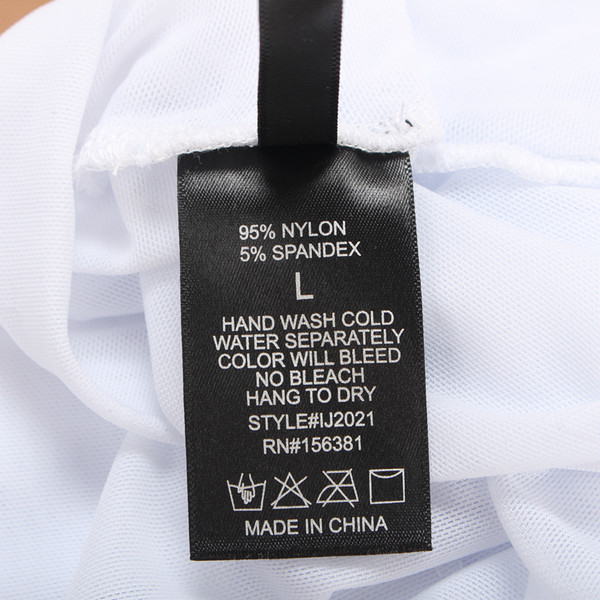 95% NYLON
5% SPANDEX
L
HAND WASH COLD
WATER SEPARATELY
COLOR WILL BLEED
NO BLEACH
HANG TO DRY
STYLE#IJ2021
RN#156381
MADE IN CHINA